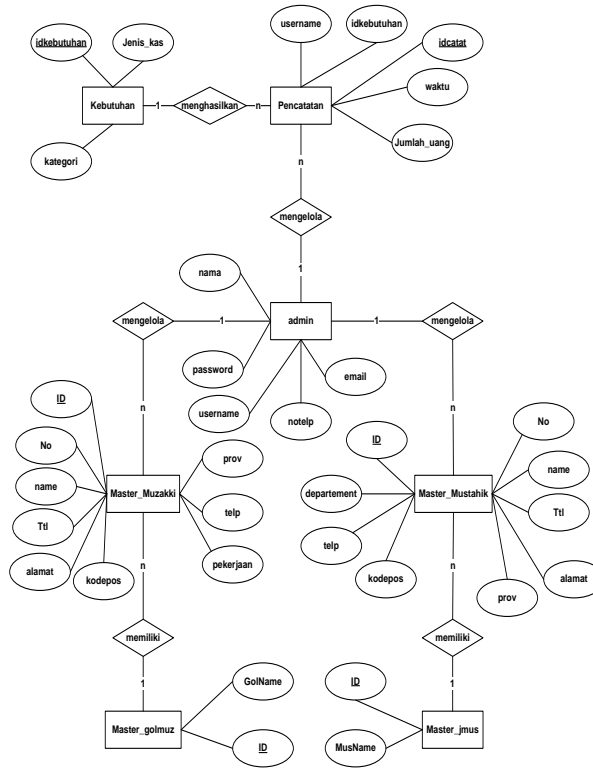 username
idkebutuhan
idkebutuhan
Jenis_kas
idcatat
waktu
Kebutuhan
1
menghasilkan
n
Pencatatan
Jumlah_uang
kategori
n
mengelola
1
nama
mengelola
1
admin
1
mengelola
password
email
username
notelp
n
n
ID
No
name
Ttl
alamat
kodepos
Master_Muzakki
prov
telp
pekerjaan
ID
departement
telp
kodepos
Master_Mustahik
No
name
Ttl
alamat
prov
n
n
memiliki
memiliki
1
1
GolName
Master_golmuz
ID
ID
Master_jmus
MusName